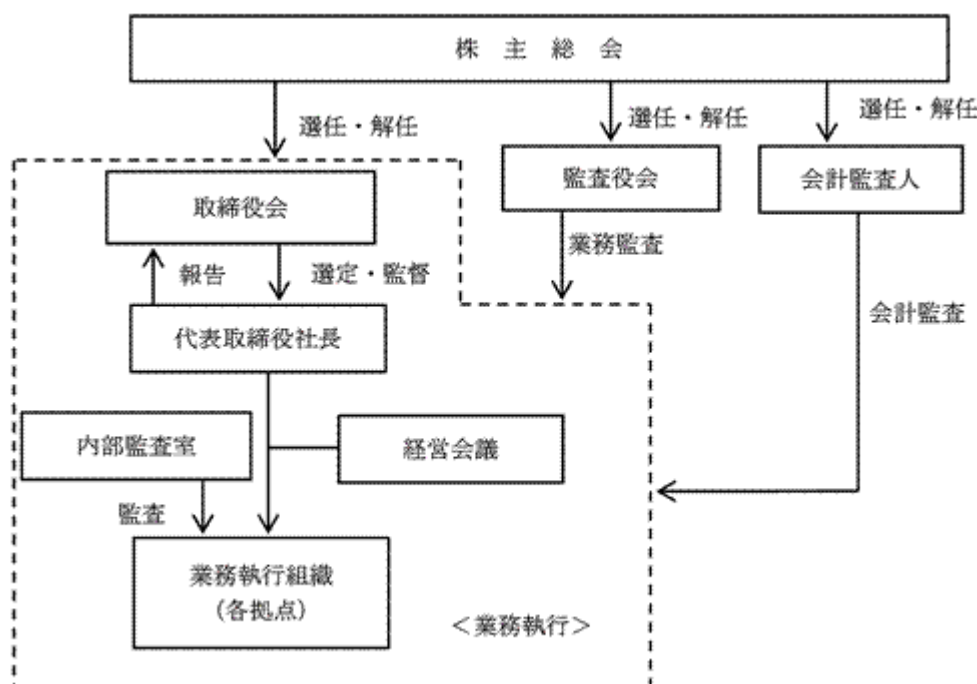 株主総会
選任・解任
選任・解任
選任・解任
取締役会
監査役会
会計監査人
報告
選定・監督
業務監査
代表取締役社長
会計監査
内部監査室
経営会議
監査
業務執行組織
(各拠点)
＜業務執行＞